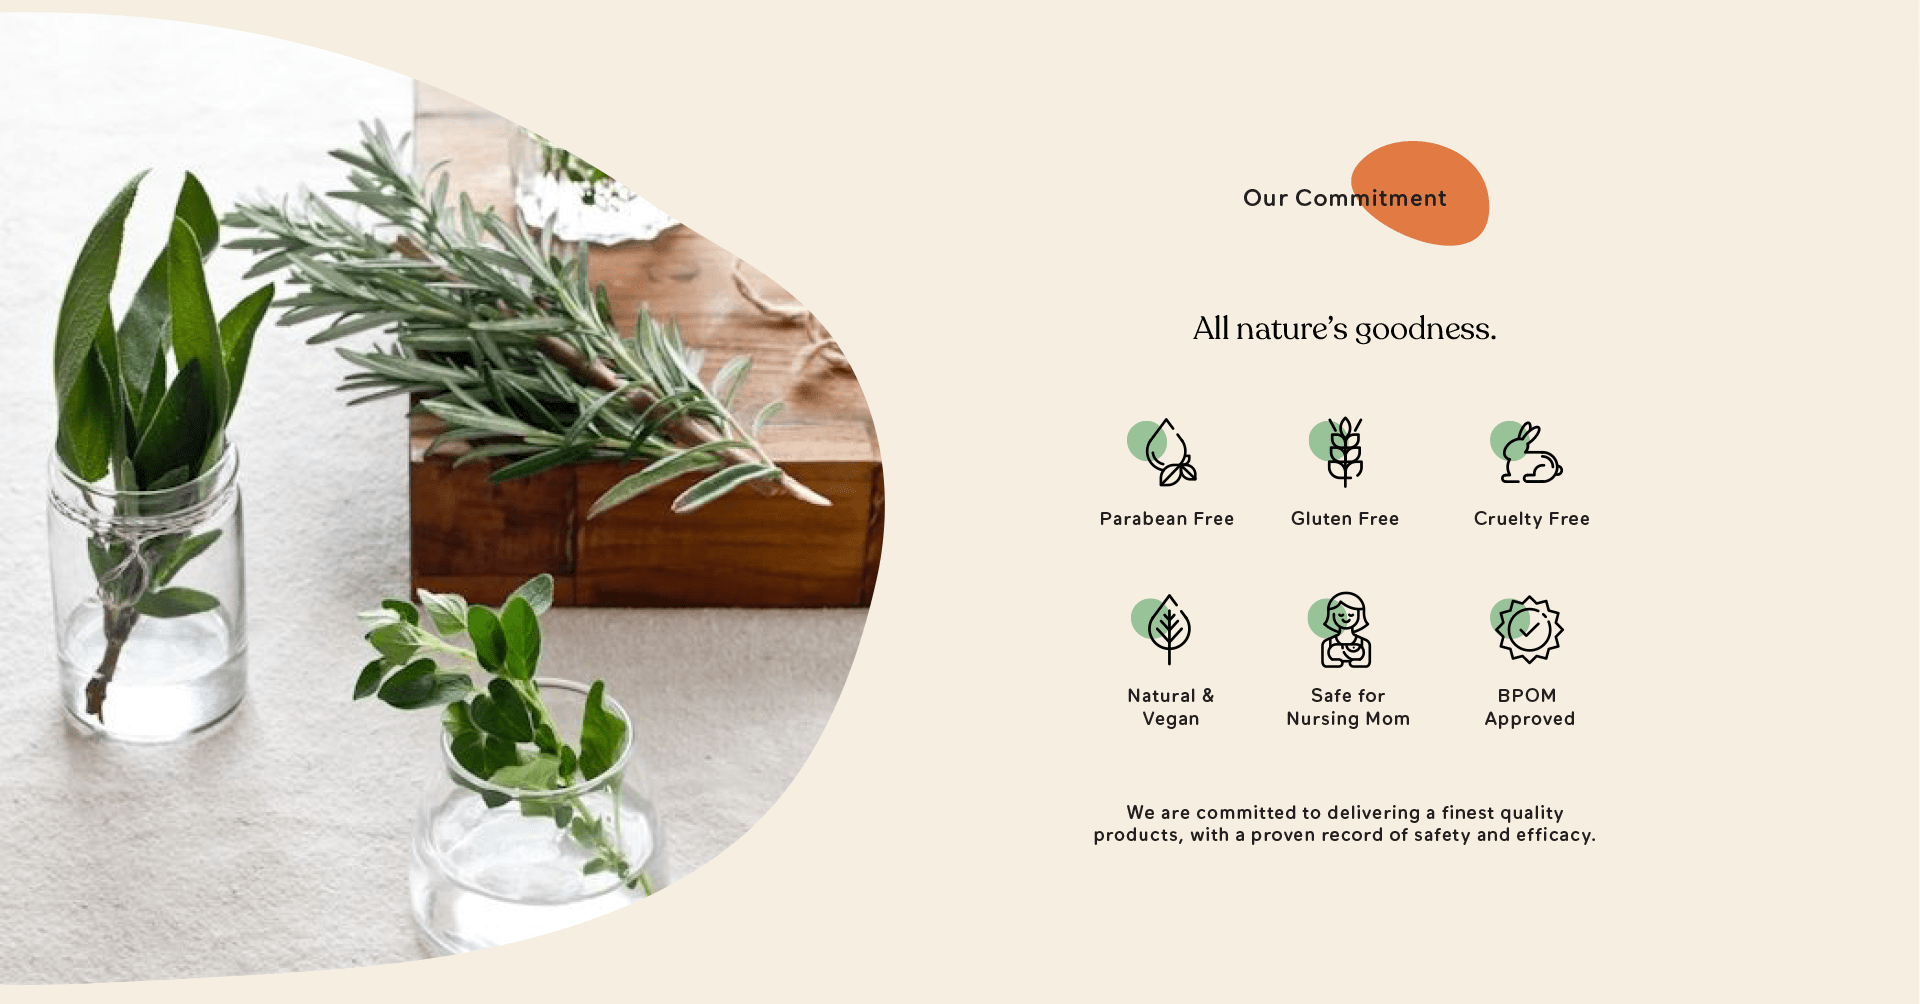 Our Commitment
All nature’s goodness.
Parabean Free
Gluten Free
Cruelty Free
Natural &
Vegan
Safe for
Nursing Mom
BPOM
Approved
We are committed to delivering a finest quality
products, with a proven record of safety and efficacy.